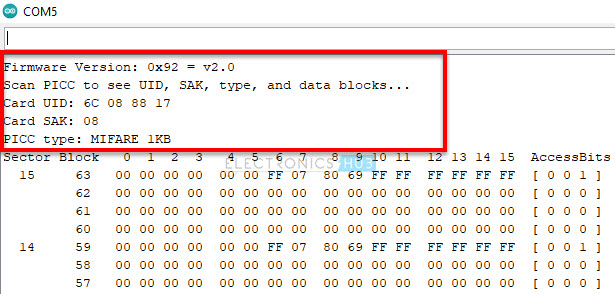 COM5
Firmware Version: 0x92 = v2.0
Scan PICC to see UID, SAK, type, and data blocks...
Card UID: 6C 08 88 17
Card SAK: 08
PICC type: MIFARE 1KB
ELECTRONICS HUB
Sector Block 0 1 2 3 4 5 6 7 8 9 10 11 12 13 14 15 AccessBits
15 63 00 00 00 00 00 00 FF 07 80 69 FF FF FF FF FF FF [ 0 0 1 ]
62 00 00 00 00 00 00 00 00 00 00 00 00 00 00 00 00 [ 0 0 0 ]
61 00 00 00 00 00 00 00 00 00 00 00 00 00 00 00 00 [ 0 0 0 ]
60 00 00 00 00 00 00 00 00 00 00 00 00 00 00 00 00 [ 0 0 0 ]
14 59 00 00 00 00 00 00 FF 07 80 69 FF FF FF FF FF FF [ 0 0 1 ]
58 00 00 00 00 00 00 00 00 00 00 00 00 00 00 00 00 [ 0 0 0 ]
57 00 00 00 00 00 00 00 00 00 00 00 00 00 00 00 00 [ 0 0 0 ]